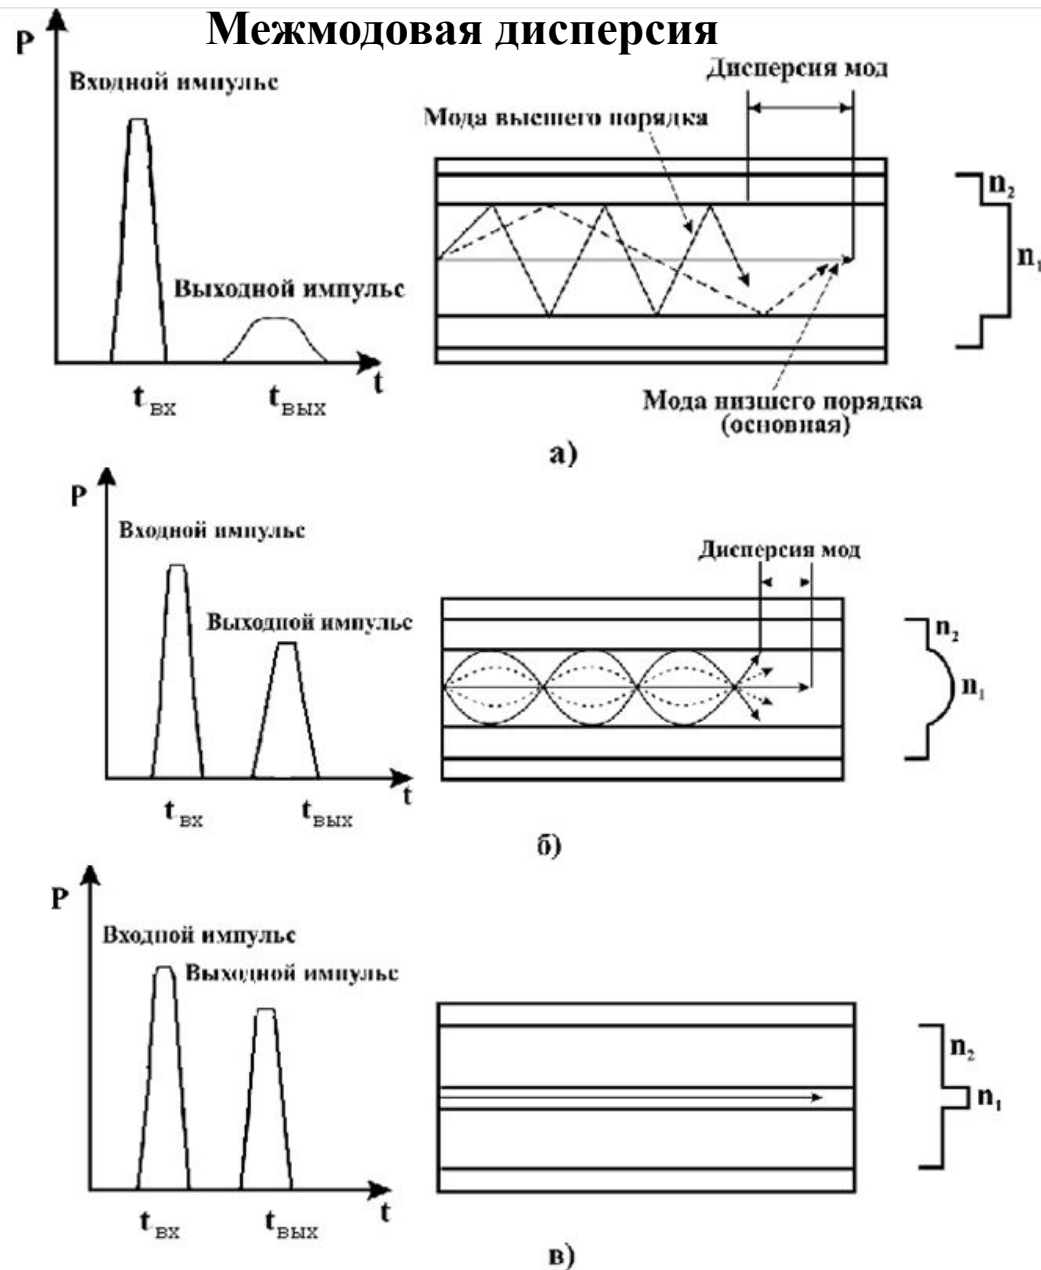 Межмодовая дисперсия
P
Входной импульс
Выходной импульс
t
tвх
tвых
Дисперсия мод
Мода высшего порядка
n2
n1
Мода низшего порядка
(основная)
а)
P
Входной импульс
Выходной импульс
t
tвх
tвых
Дисперсия мод
n2
n1
б)
P
Входной импульс
Выходной импульс
t
tвх
tвых
n2
n1
в)